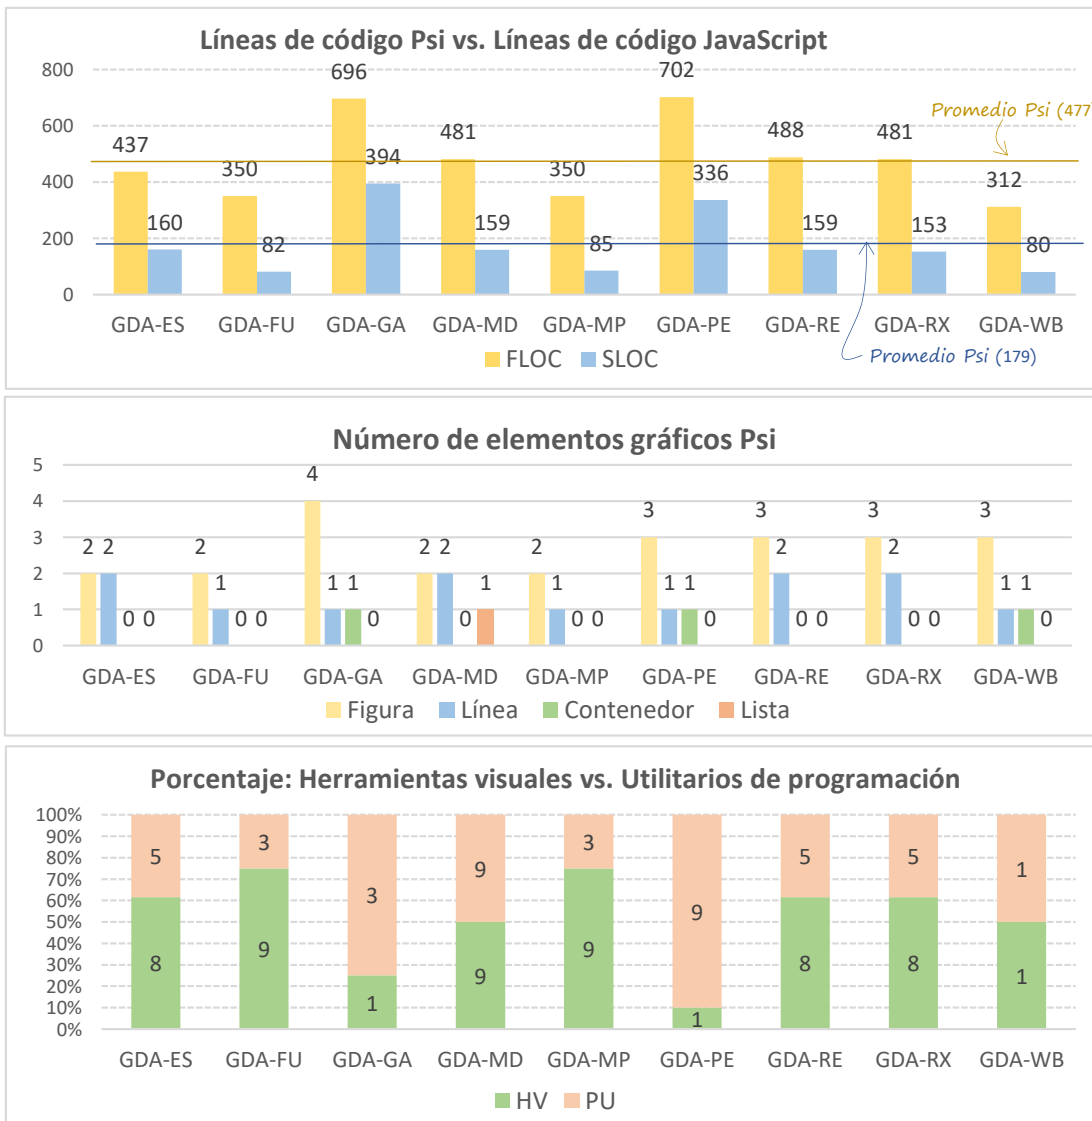 Líneas de código Psi vs. Líneas de código JavaScript
800
600
400
200
0
437
160
350
82
696
394
481
159
350
85
702
336
488
159
481
153
312
80
Promedio Psi (477)
GDA-ES GDA-FU GDA-GA GDA-MD GDA-MP GDA-PE GDA-RE GDA-RX GDA-WB
FLOC SLOC
Promedio Psi (179)
Número de elementos gráficos Psi
5
4
3
2
1
0
2 2 0 0
2 1 0 0
4 1 1 0
2 2 0 1
2 1 0 0
3 1 1 0
3 2 0 0
3 2 0 0
3 1 1 0
GDA-ES GDA-FU GDA-GA GDA-MD GDA-MP GDA-PE GDA-RE GDA-RX GDA-WB
Figura Línea Contenedor Lista
Porcentaje: Herramientas visuales vs. Utilitarios de programación
100%
90%
80%
70%
60%
50%
40%
30%
20%
10%
0%
5 3 3 9 3 9 5 5 1
8 9 1 9 9 1 8 8 1
GDA-ES GDA-FU GDA-GA GDA-MD GDA-MP GDA-PE GDA-RE GDA-RX GDA-WB
HV PU